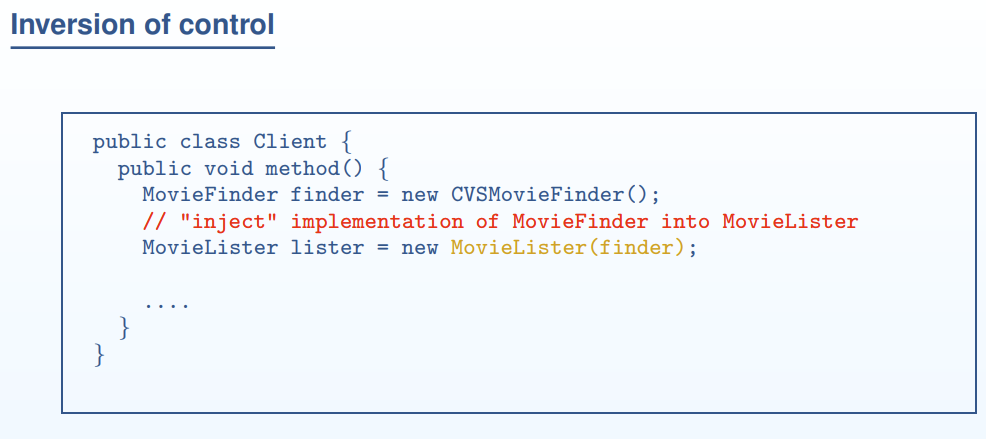 Inversion of control
public class Client {
public void method() {
MovieFinder finder = new CVSMovieFinder();
// "inject" implementation of MovieFinder into MovieLister
MovieLister lister = new MovieLister(finder);
....
}
}